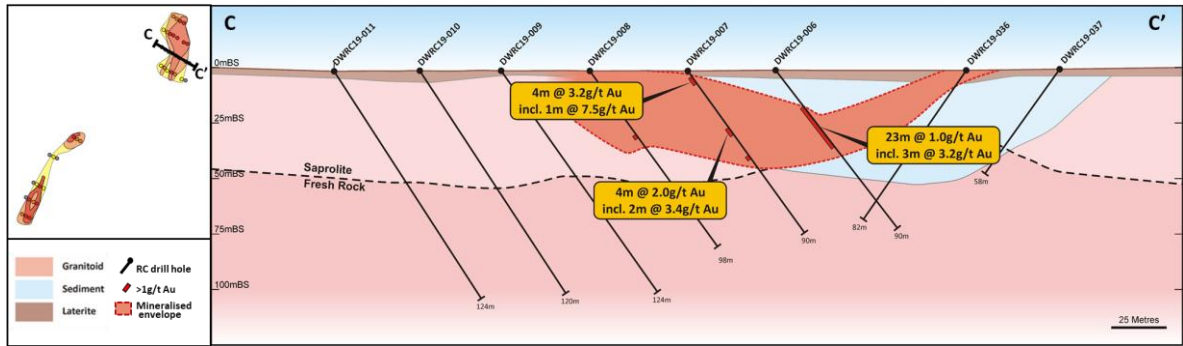 C
C'
Granitoid
Sediment
Laterite
RC drill hole
>1g/t Au
Mineralised
envelope
C
C'
DWRC19-011
DWRC19-010
DWRC19-009
DWRC19-008
DWRC19-007
DWRC19-006
DWRC19-036
DWRC19-037
0mBS
25mBS
50mBS
75mBS
100mBS
4m @ 3.2g/t Au
incl. 1m @ 7.5g/t Au
23m @ 1.0g/t Au
incl. 3m @ 3.2g/t Au
4m @ 2.0g/t Au
incl. 2m @ 3.4g/t Au
Saprolite
Fresh Rock
124m
120m
124m
98m
90m
82m
90m
58m
25 Metres